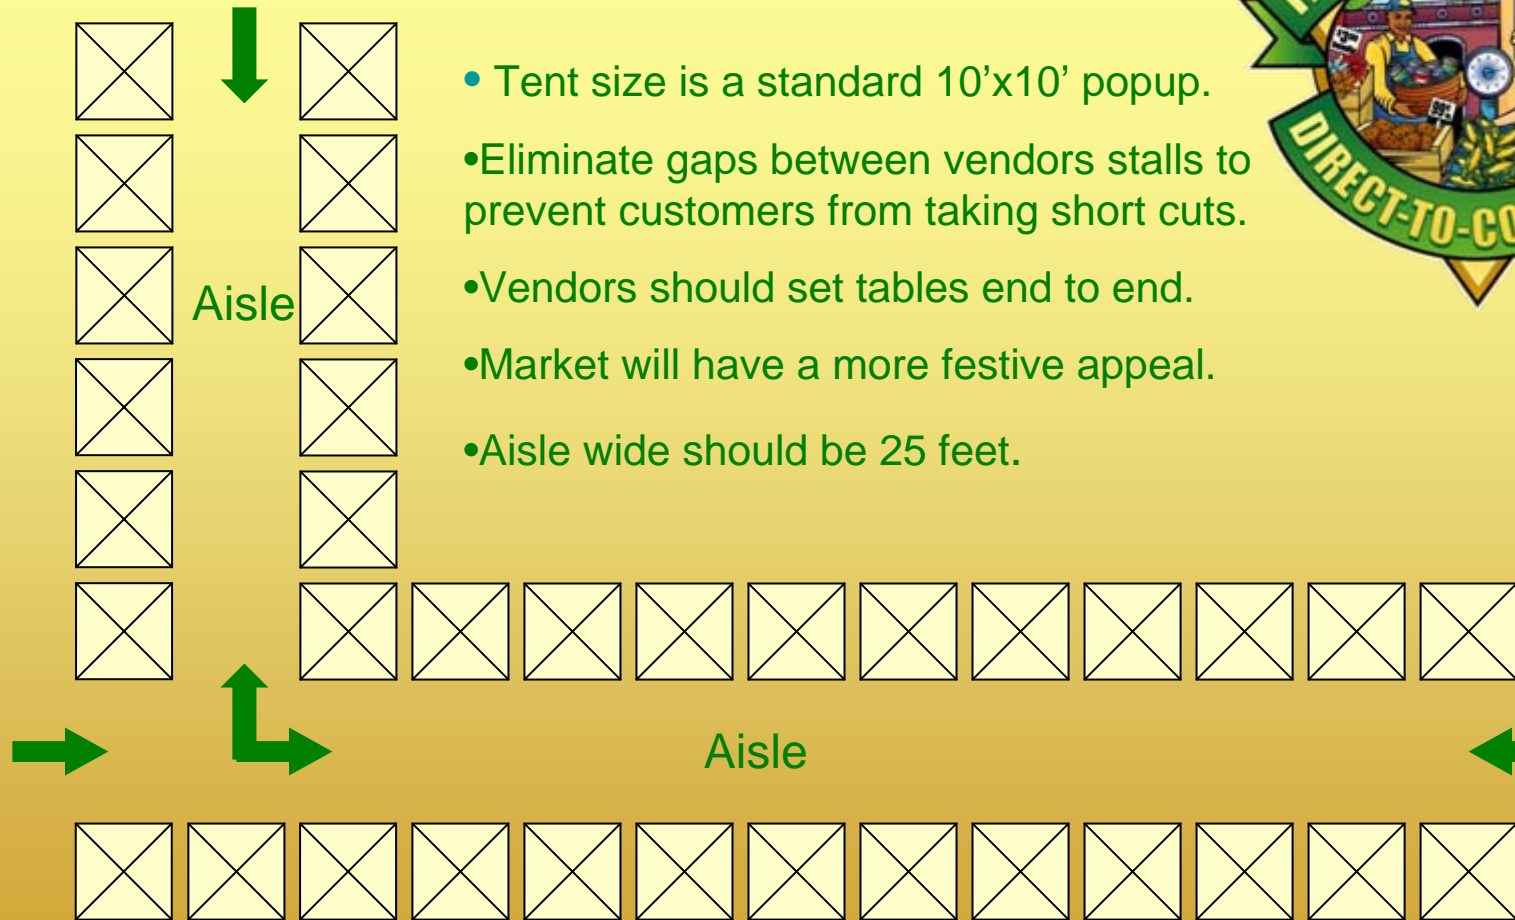 • Tent size is a standard 10’x10’ popup.
•Eliminate gaps between vendors stalls to
prevent customers from taking short cuts.
•Vendors should set tables end to end.
•Market will have a more festive appeal.
•Aisle wide should be 25 feet.
Aisle
Aisle
DIRECT-TO-CO
99¢